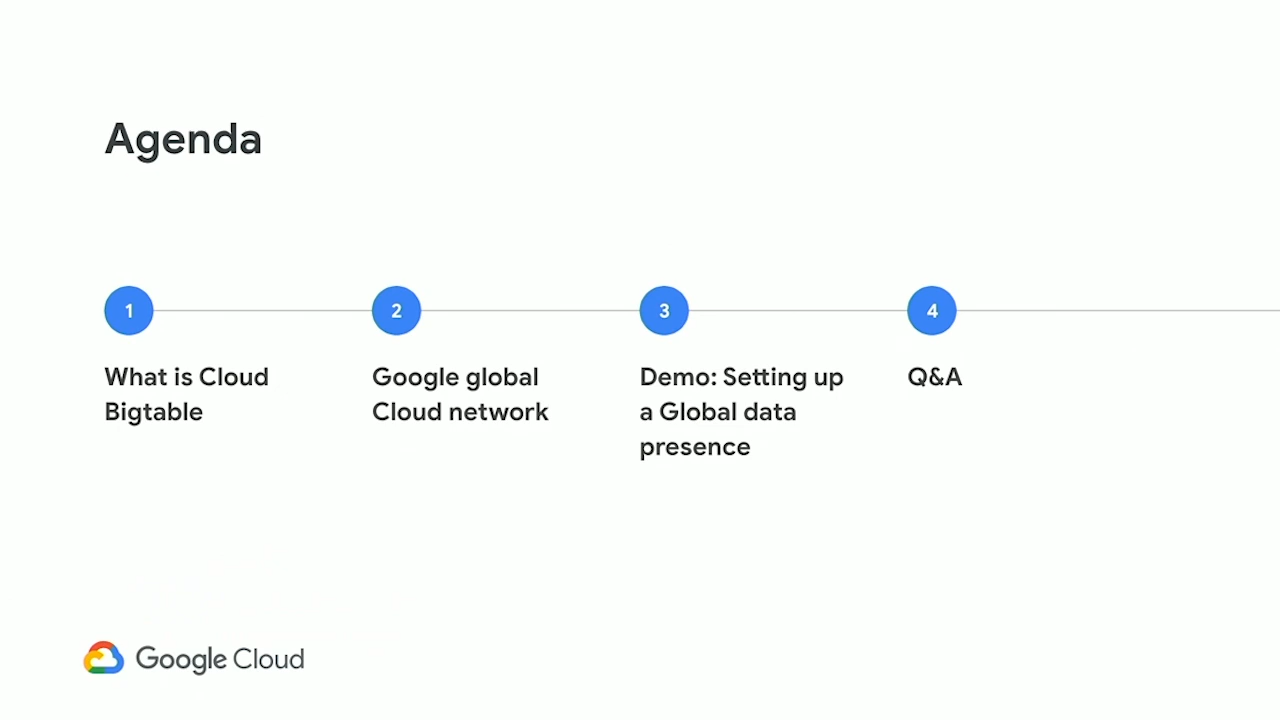 Agenda
1
2
3
4
What is Cloud
Bigtable
Google global
Cloud network
Demo: Setting up
a Global data
presence
Q&A
Google Cloud